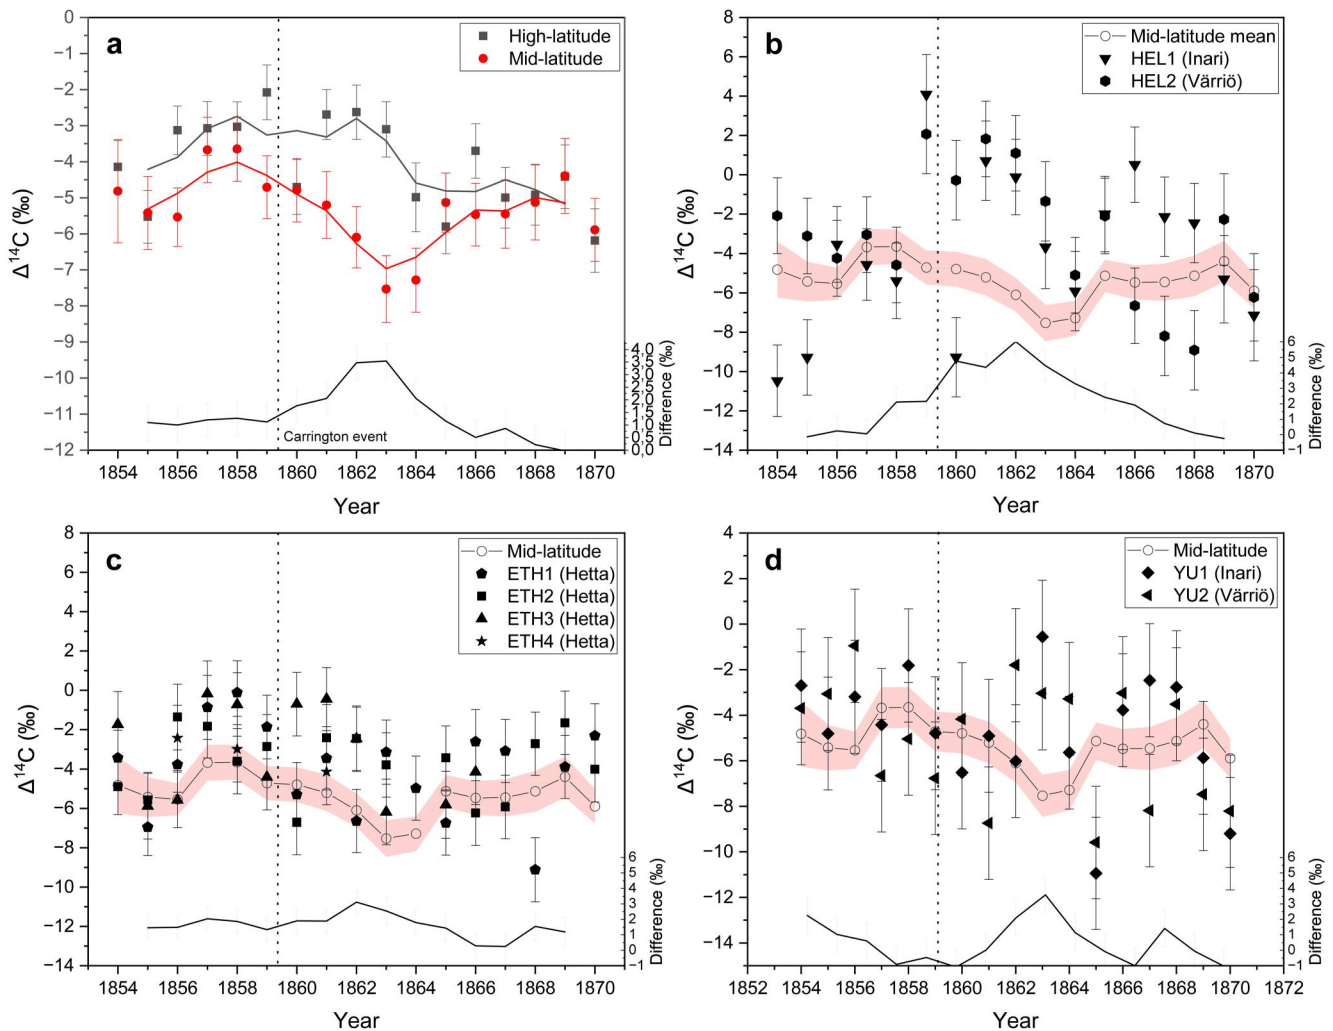 a
High-latitude
Mid-latitude
0
−1
−2
−3
−4
−5
−6
−7
−8
−9
−10
−11
−12
Δ14C (‰)
4,0
3,5
3,0
2,5
2,0
1,5
1,0
0,5
0,0
Difference (‰)
Carrington event
1854 1856 1858 1860 1862 1864 1866 1868 1870
Year
b
Mid-latitude mean
HEL1 (Inari)
HEL2 (Värriö)
8
6
4
2
0
−2
−4
−6
−8
−10
−12
−14
Δ14C (‰)
6
5
4
3
2
1
0
−1
Difference (‰)
1854 1856 1858 1860 1862 1864 1866 1868 1870
Year
c
Mid-latitude
ETH1 (Hetta)
ETH2 (Hetta)
ETH3 (Hetta)
ETH4 (Hetta)
8
6
4
2
0
−2
−4
−6
−8
−10
−12
−14
Δ14C (‰)
6
5
4
3
2
1
0
−1
Difference (‰)
1854 1856 1858 1860 1862 1864 1866 1868 1870
Year
d
Mid-latitude
YU1 (Inari)
YU2 (Värriö)
4
2
0
−2
−4
−6
−8
−10
−12
−14
Δ14C (‰)
6
5
4
3
2
1
0
−1
Difference (‰)
1852 1854 1856 1858 1860 1862 1864 1866 1868 1870 1872
Year